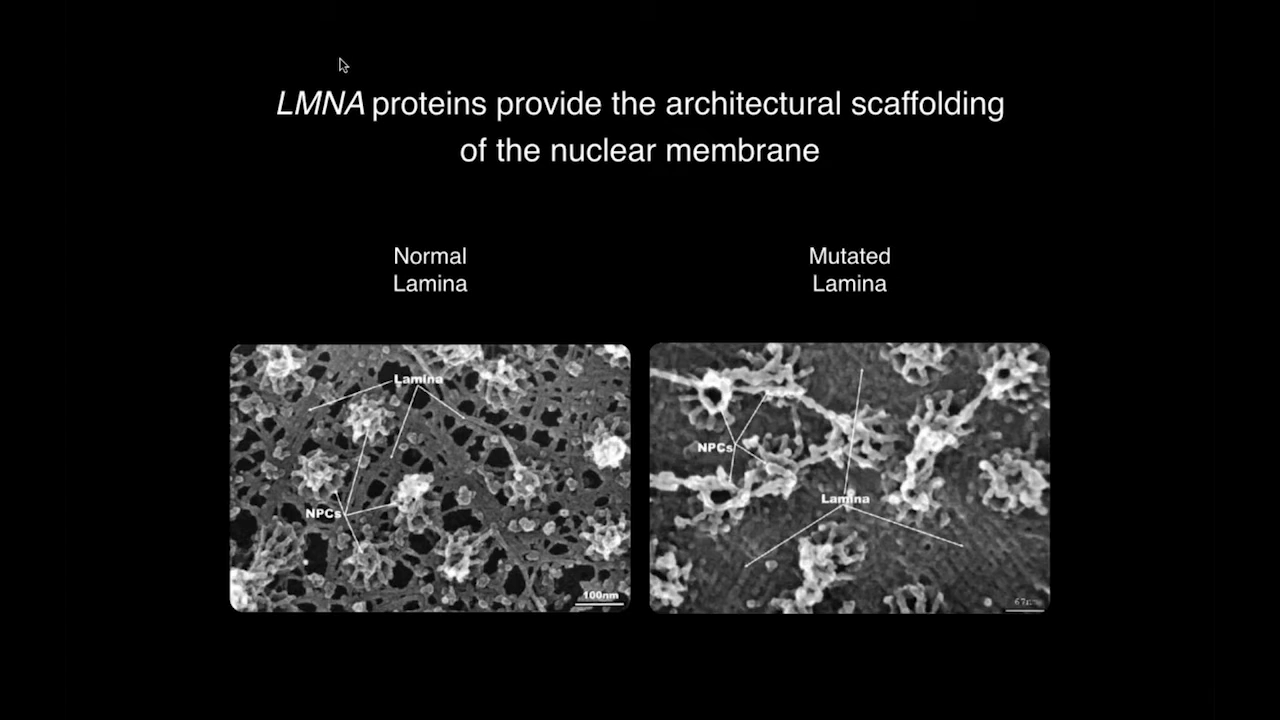 LMNA proteins provide the architectural scaffolding
of the nuclear membrane
Normal
Lamina
Mutated
Lamina
Lamina
NPCs
100nm
NPCs
Lamina
67nm